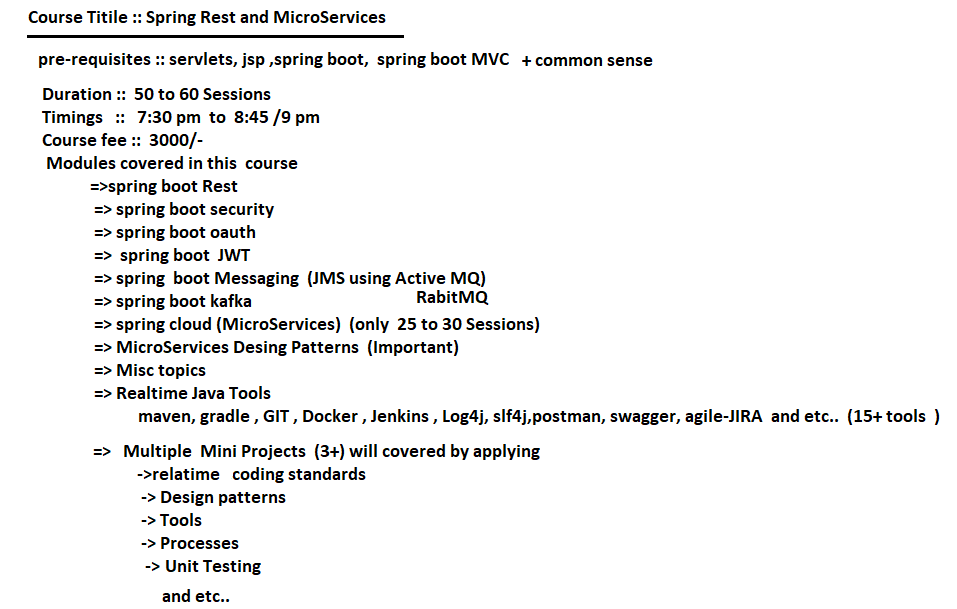 Course Titile :: Spring Rest and MicroServices
pre-requisites :: servlets, jsp ,spring boot,  spring boot MVC  + common sense
Duration ::  50 to 60 Sessions
Timings  ::  7:30 pm  to  8:45 /9 pm
Course fee ::  3000/-
Modules covered in this  course
=>spring boot Rest
=> spring boot security
=> spring boot oauth
=>  spring boot  JWT
=> spring  boot Messaging  (JMS using Active MQ)
RabitMQ
=> spring boot kafka
=> spring cloud (MicroServices)  (only  25 to 30 Sessions)
=> MicroServices Desing Patterns  (Important)
=> Misc topics
=> Realtime Java Tools
maven, gradle , GIT , Docker , Jenkins , Log4j, slf4j,postman, swagger, agile-JIRA  and etc..  (15+ tools  )
=>  Multiple  Mini Projects  (3+) will covered by applying
->relatime  coding standards
-> Design patterns
-> Tools
-> Processes
-> Unit Testing
and etc..